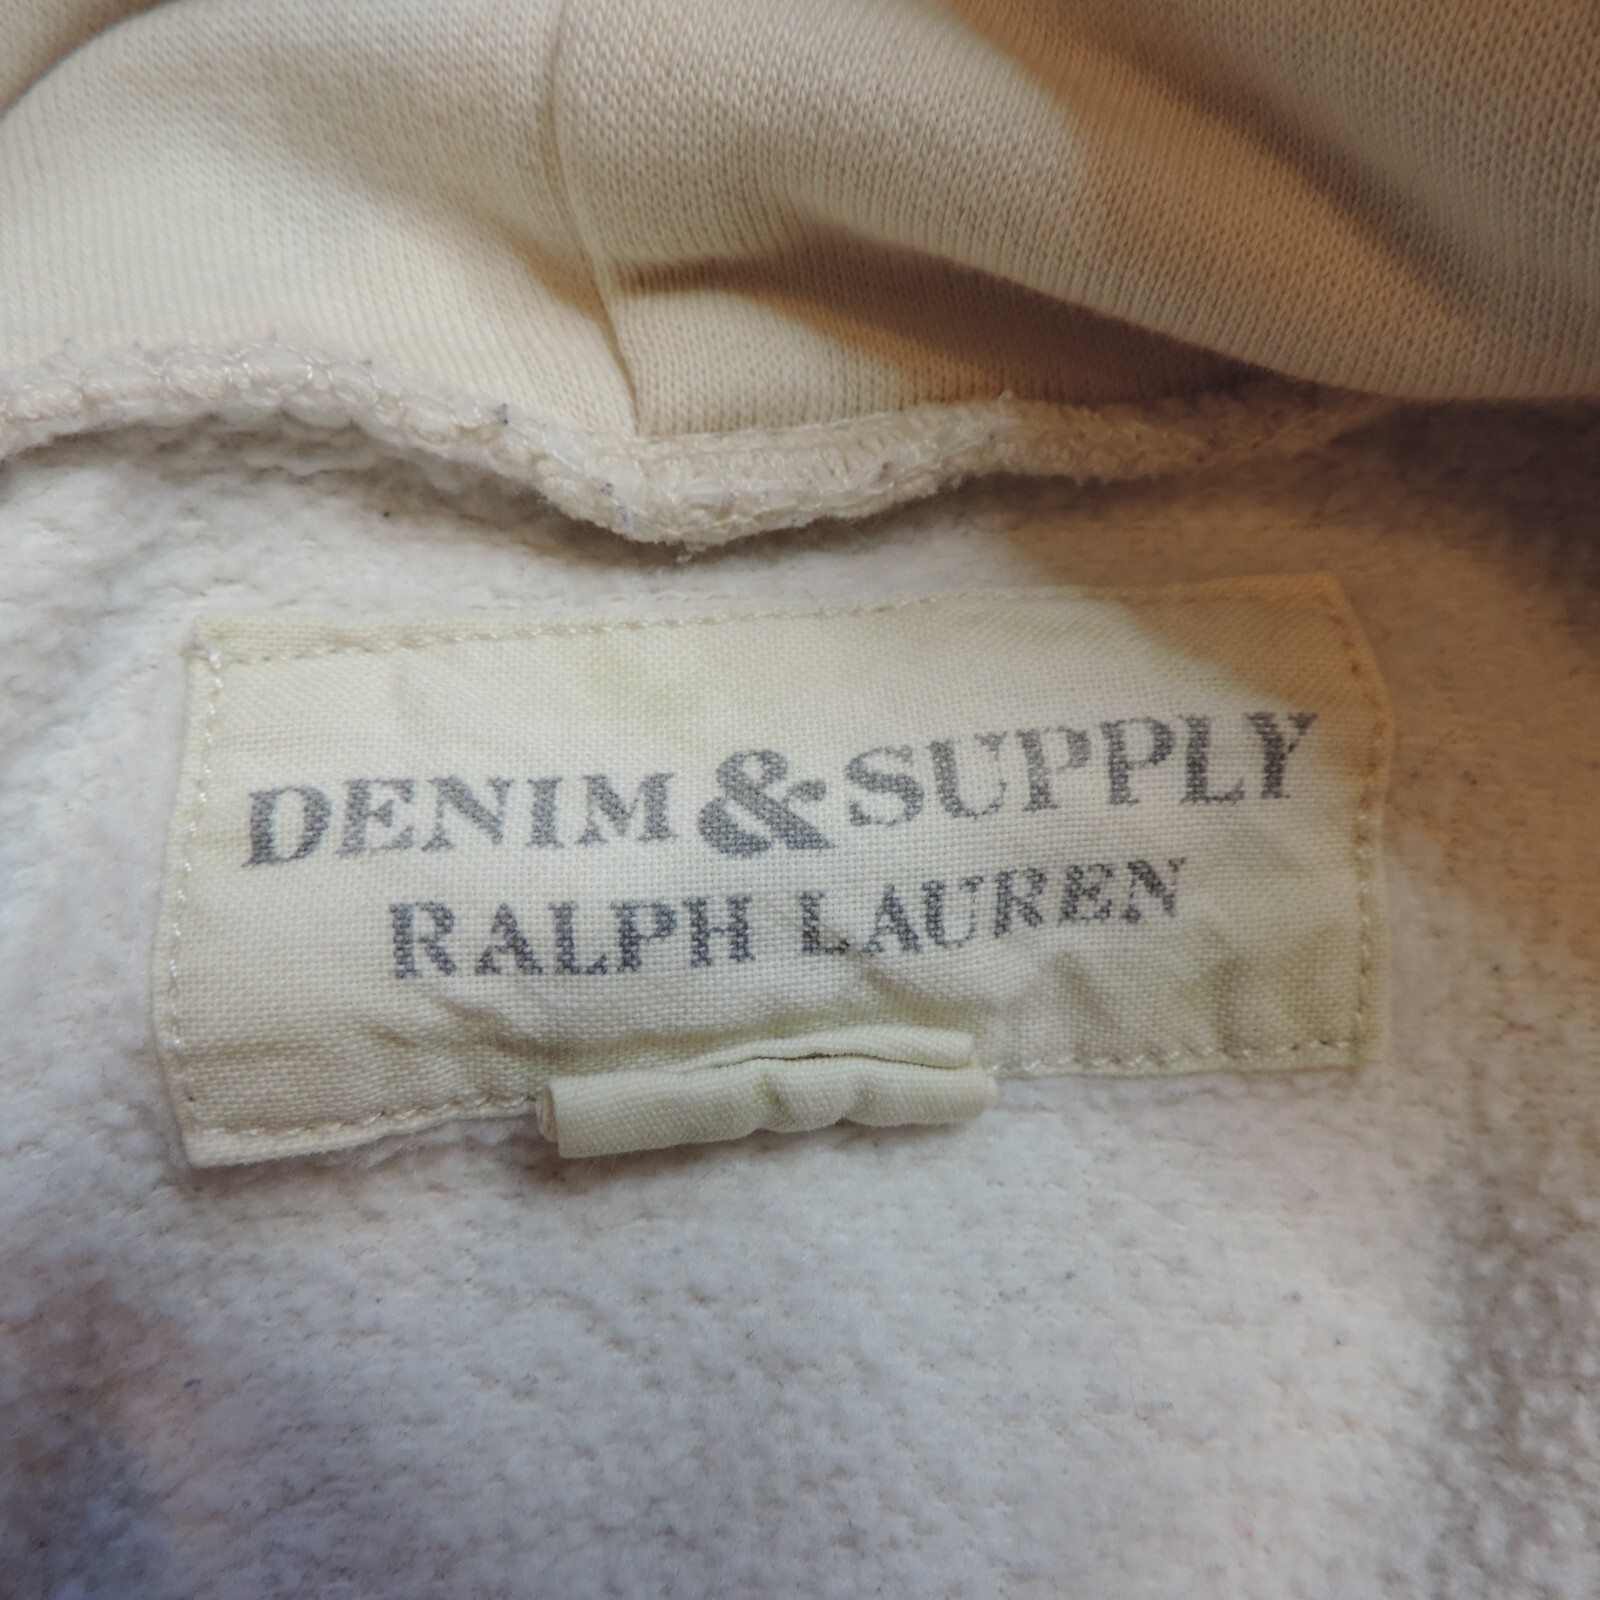 DENIM & SUPPLY
RALPH LAUREN